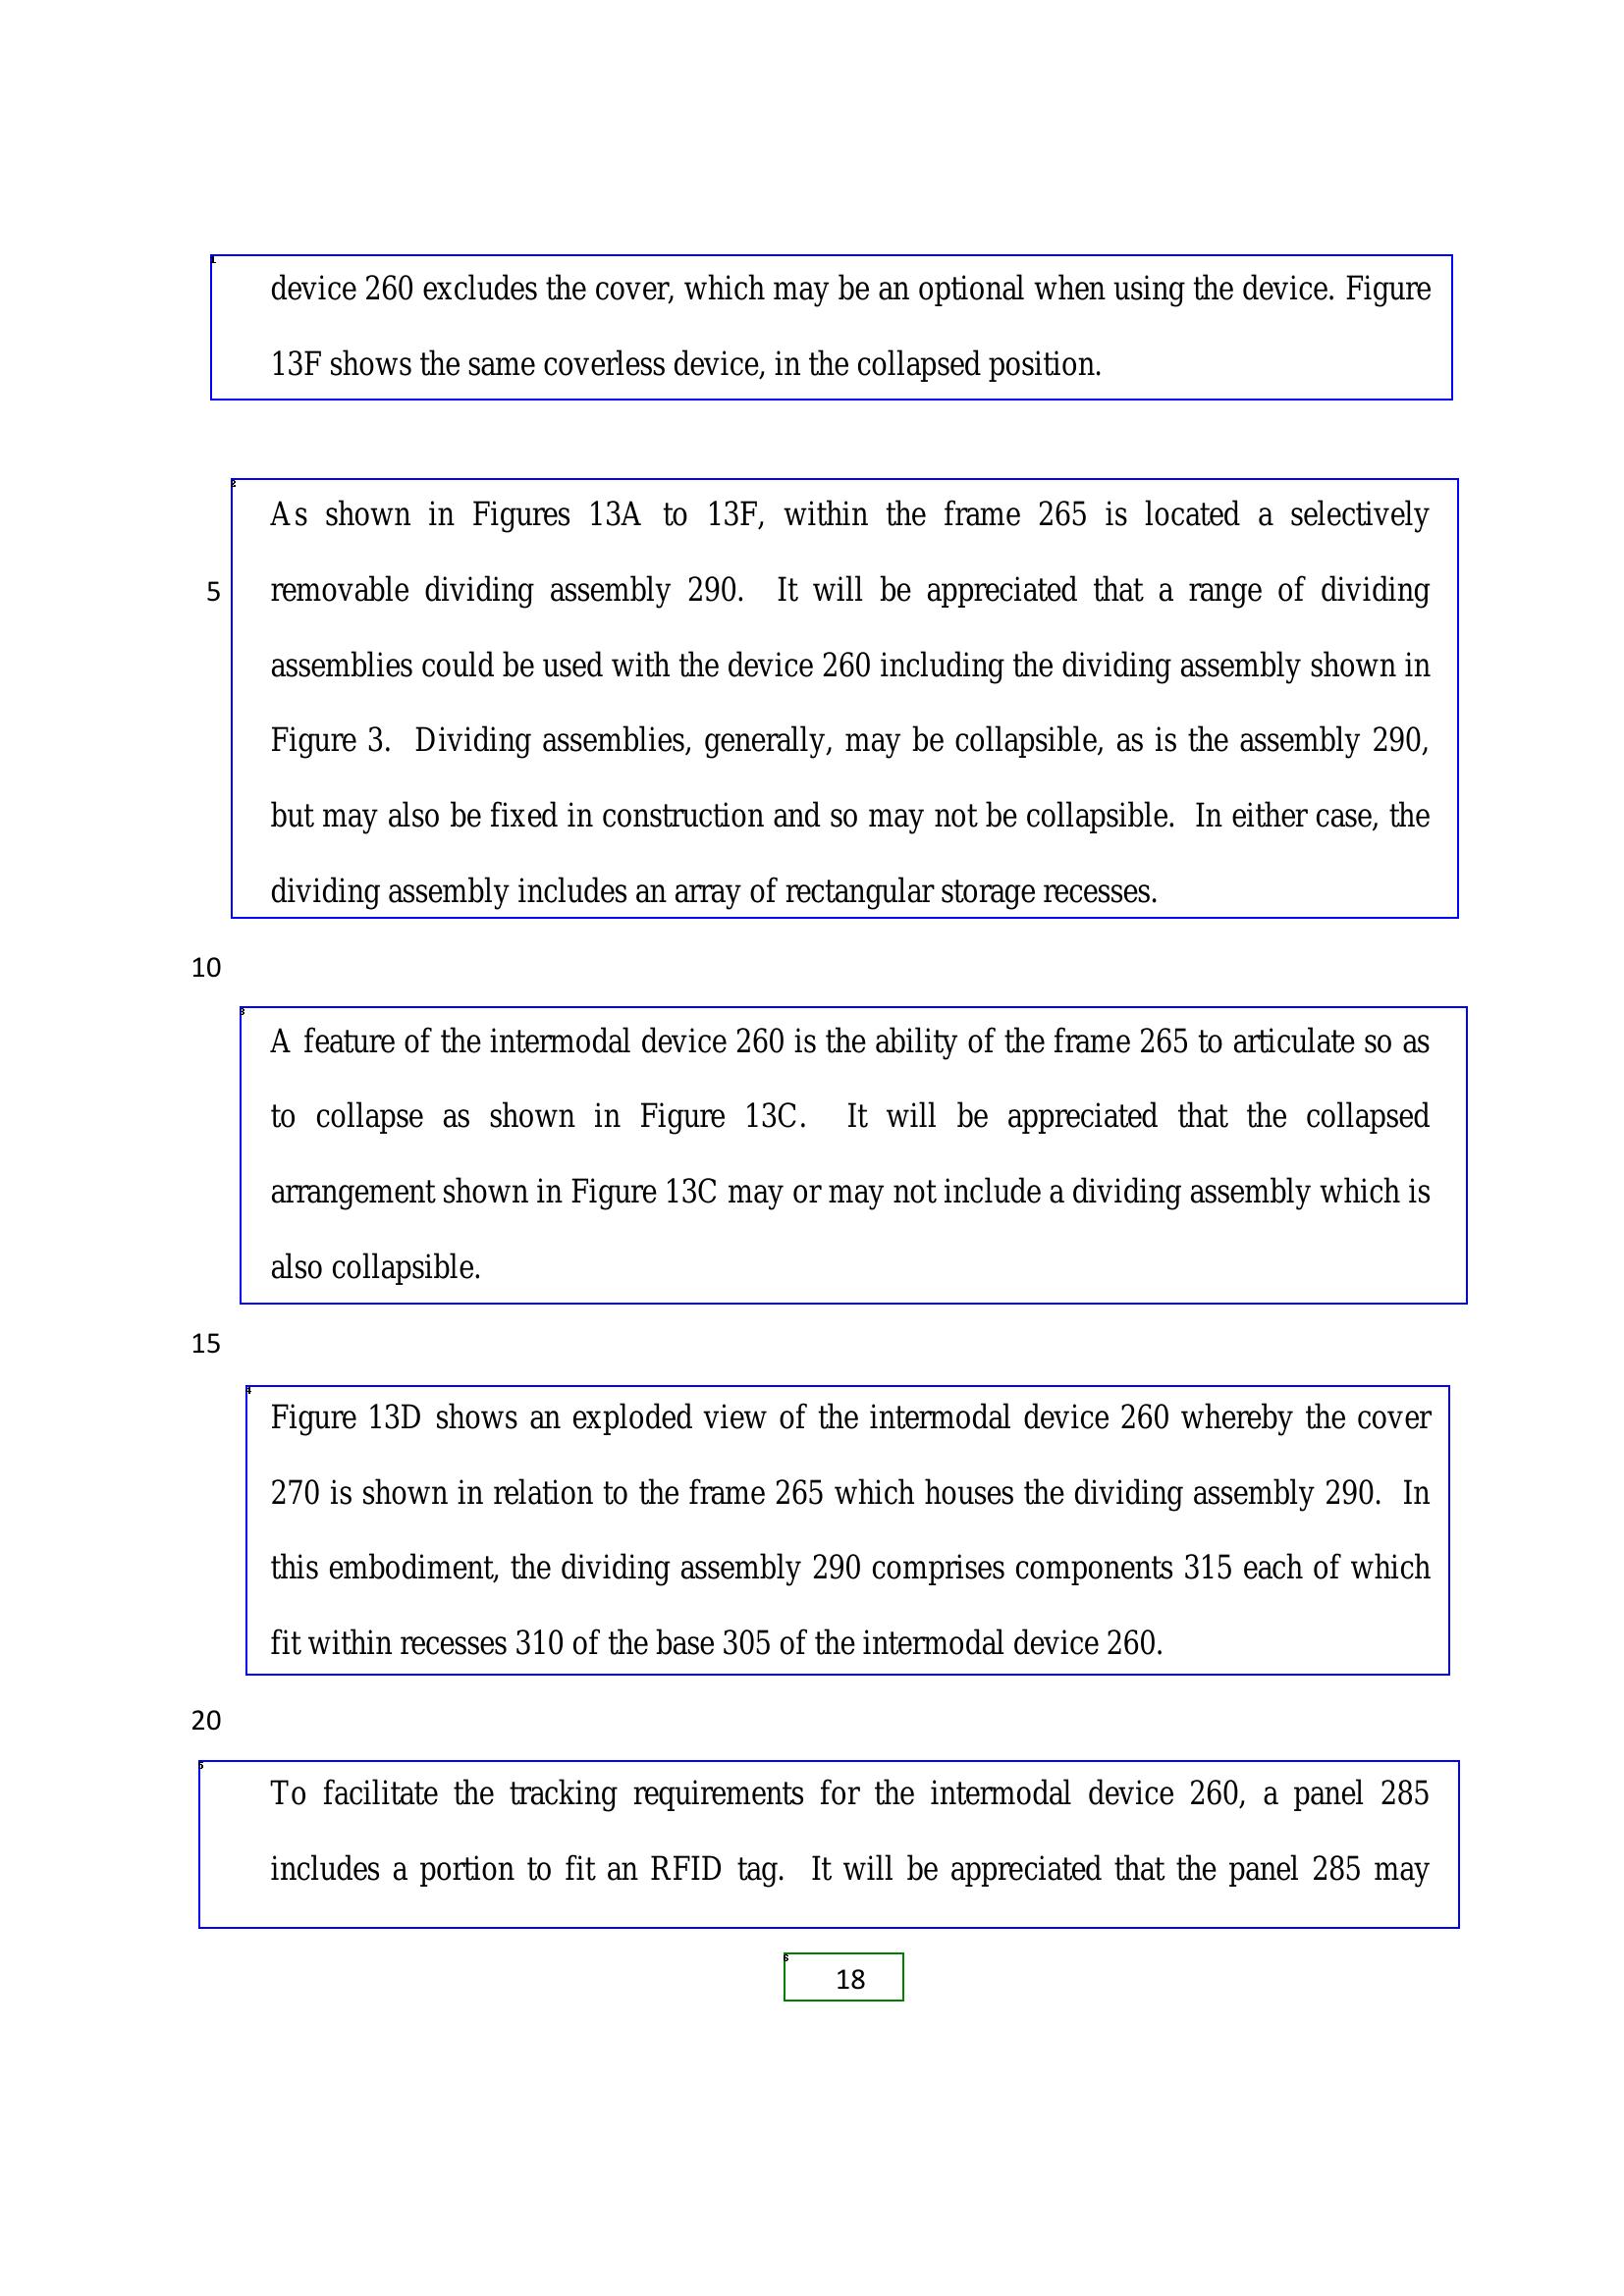 device 260 excludes the cover, which may be an optional when using the device. Figure
13F shows the same coverless device, in the collapsed position.
As shown in Figures 13A to 13F, within the frame 265 is located a selectively
5 removable dividing assembly 290. It will be appreciated that a range of dividing
assemblies could be used with the device 260 including the dividing assembly shown in
Figure 3. Dividing assemblies, generally, may be collapsible, as is the assembly 290,
but may also be fixed in construction and so may not be collapsible. In either case, the
dividing assembly includes an array of rectangular storage recesses.
10
A feature of the intermodal device 260 is the ability of the frame 265 to articulate so as
to collapse as shown in Figure 13C. It will be appreciated that the collapsed
arrangement shown in Figure 13C may or may not include a dividing assembly which is
also collapsible.
15
Figure 13D shows an exploded view of the intermodal device 260 whereby the cover
270 is shown in relation to the frame 265 which houses the dividing assembly 290. In
this embodiment, the dividing assembly 290 comprises components 315 each of which
fit within recesses 310 of the base 305 of the intermodal device 260.
20
To facilitate the tracking requirements for the intermodal device 260, a panel 285
includes a portion to fit an RFID tag. It will be appreciated that the panel 285 may
18